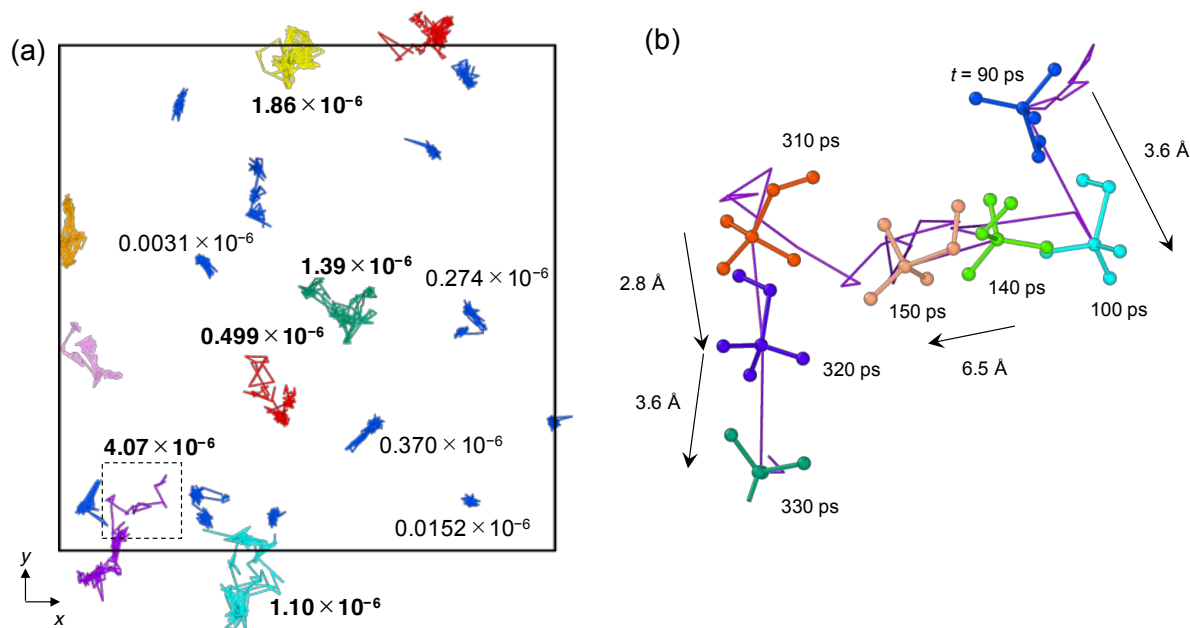 (a)
1.86 × 10⁻⁶
0.0031 × 10⁻⁶
1.39 × 10⁻⁶
0.274 × 10⁻⁶
0.499 × 10⁻⁶
0.370 × 10⁻⁶
4.07 × 10⁻⁶
0.0152 × 10⁻⁶
1.10 × 10⁻⁶
y
x
(b)
t = 90 ps
3.6 Å
310 ps
2.8 Å
140 ps
150 ps
100 ps
6.5 Å
320 ps
3.6 Å
330 ps